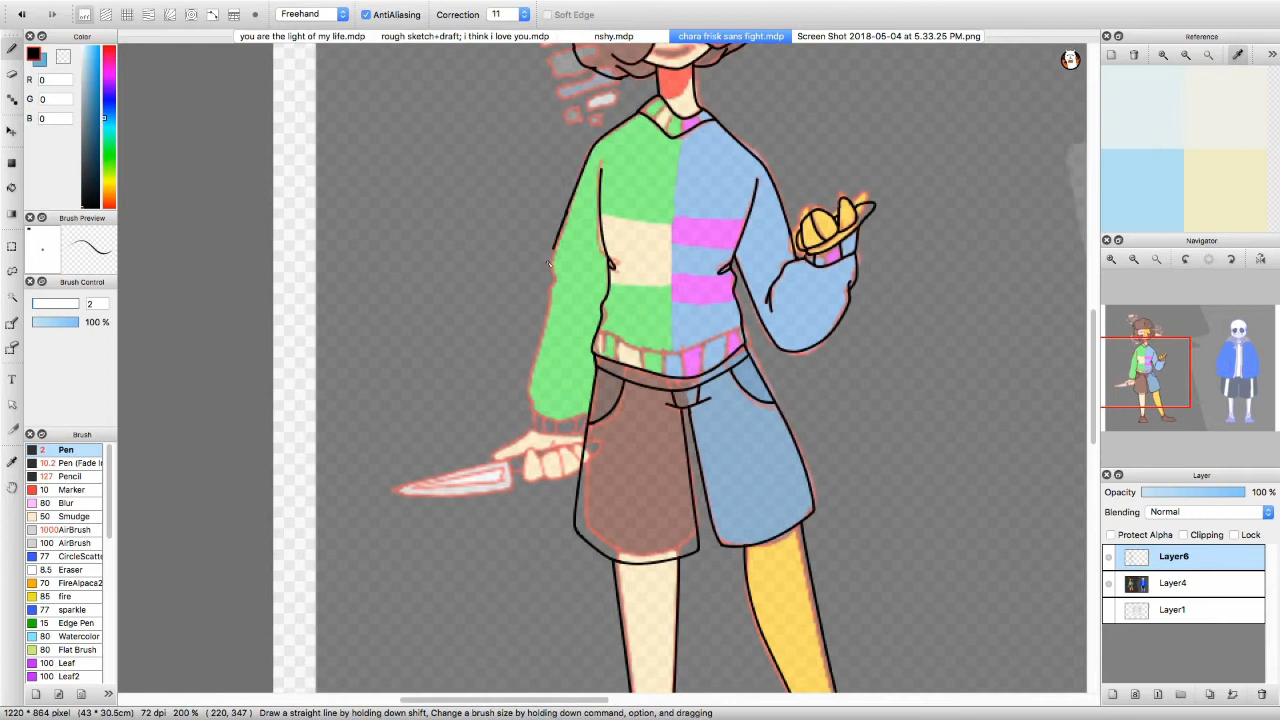 Freehand AntiAliasing Correction 11 Soft Edge
you are the light of my life.mdp rough sketch+draft; i think i love you.mdp nshy.mdp chara frisk sans fight.mdp Screen Shot 2018-05-04 at 5.33.25 PM.png
Color
R 0
G 0
B 0
Brush Preview
Brush Control
2
100 %
Brush
2 Pen
10.2 Pen (Fade I
127 Pencil
10 Marker
80 Blur
50 Smudge
1000 AirBrush
100 AirBrush
77 CircleScatte
8.5 Eraser
70 FireAlpaca2
85 fire
77 sparkle
15 Edge Pen
80 Watercolor
80 Flat Brush
100 Leaf
100 Leaf2
Reference
Navigator
Layer
Opacity 100 %
Blending Normal
Protect Alpha Clipping Lock
Layer6
Layer4
Layer1
1220 * 864 pixel (43 * 30.5cm) 72 dpi 200 % ( 220, 347 ) Draw a straight line by holding down shift, Change a brush size by holding down command, option, and dragging